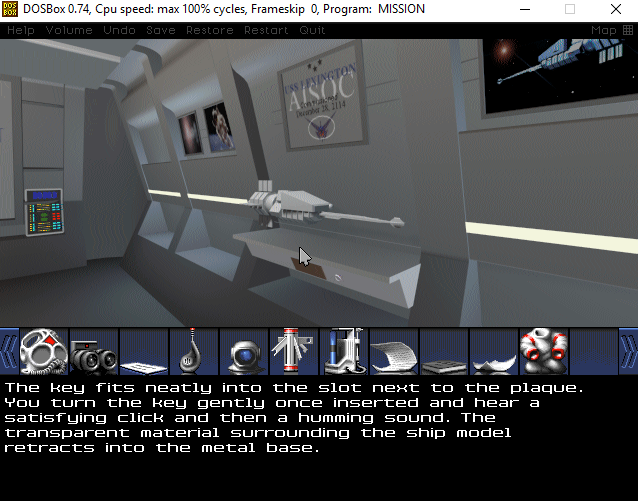 DOSBox 0.74, Cpu speed: max 100% cycles, Frameskip 0, Program: MISSION
Help Volume Undo Save Restore Restart Quit Map
USS LEXINGTON
AISOC
December 28, 2134
The key fits neatly into the slot next to the plaque.
You turn the key gently once inserted and hear a
satisfying click and then a humming sound. The
transparent material surrounding the ship model
retracts into the metal base.